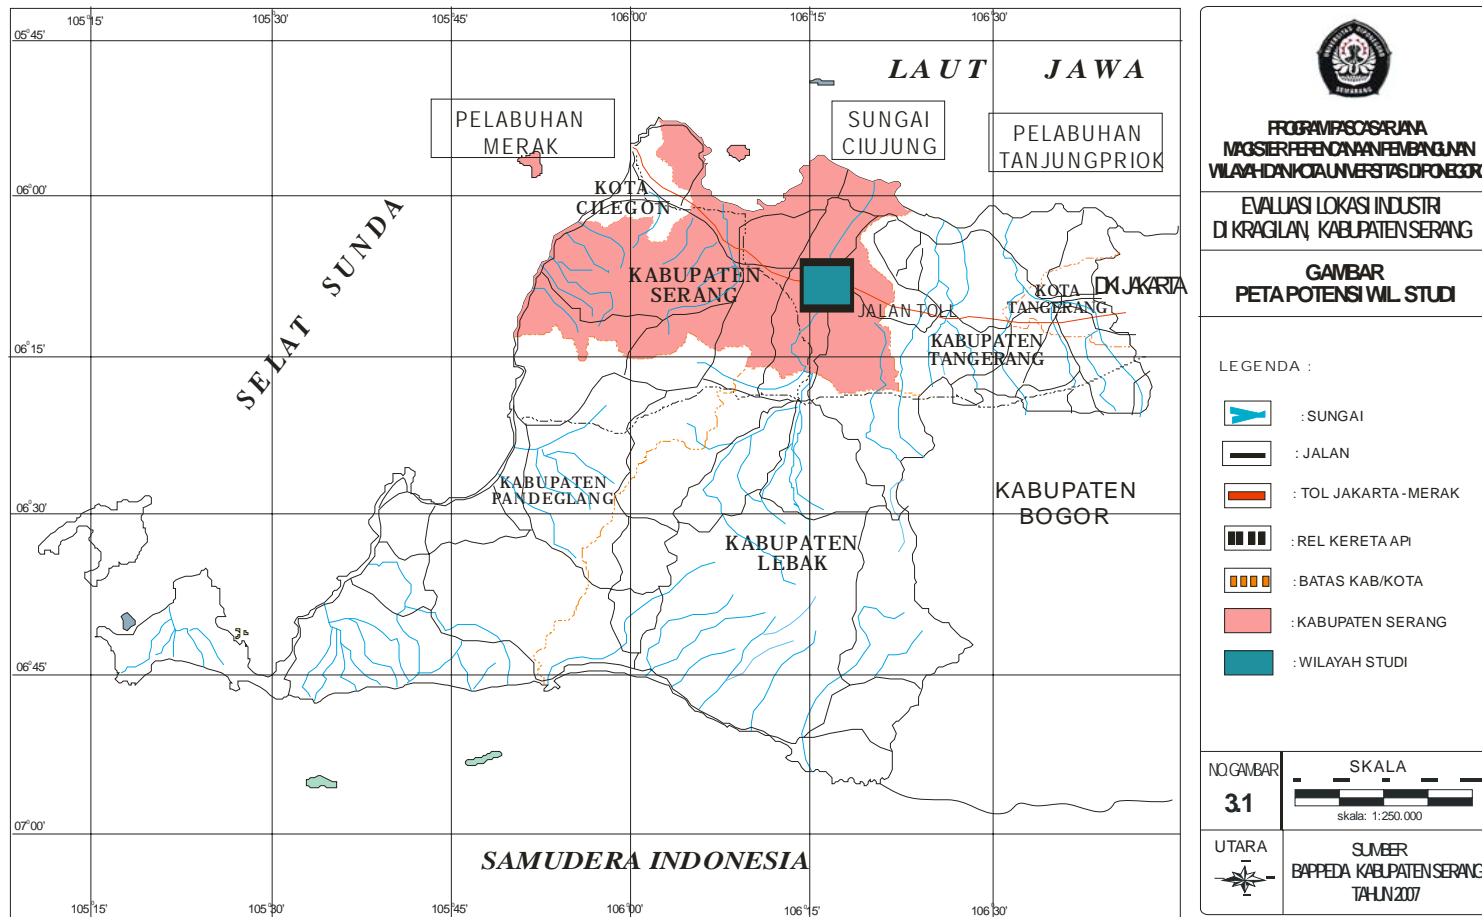 105°15'
105°30'
105°45'
106°00'
106°15'
106°30'
05°45'
06°00'
06°15'
06°30'
06°45'
07°00'
LAUT JAWA
PELABUHAN
MERAK
SUNGAI
CIUJUNG
PELABUHAN
TANJUNGPRIOK
KOTA
CILEGON
SELAT SUNDA
KABUPATEN
SERANG
JALAN TOLL
KOTA
TANGERANG
DKI JAKARTA
KABUPATEN
TANGERANG
KABUPATEN
PANDEGLANG
KABUPATEN
BOGOR
KABUPATEN
LEBAK
SAMUDERA INDONESIA
105°15'
105°30'
105°45'
106°00'
106°15'
106°30'
UNIVERSITAS DIPONEGORO
SEMARANG
PROGRAM PASCASARJANA
MAGISTER PERENCANAAN PEMBANGUNAN
WILAYAH DAN KOTA UNIVERSITAS DIPONEGORO
EVALUASI LOKASI INDUSTRI
DI KRAGILAN, KABUPATEN SERANG
GAMBAR
PETA POTENSI WIL. STUDI
LEGENDA :
: SUNGAI
: JALAN
: TOL JAKARTA - MERAK
: REL KERETA API
: BATAS KAB/KOTA
: KABUPATEN SERANG
: WILAYAH STUDI
NO.GAMBAR
3.1
SKALA
skala: 1:250.000
UTARA
SUMBER
BAPPEDA KABUPATEN SERANG
TAHUN 2007